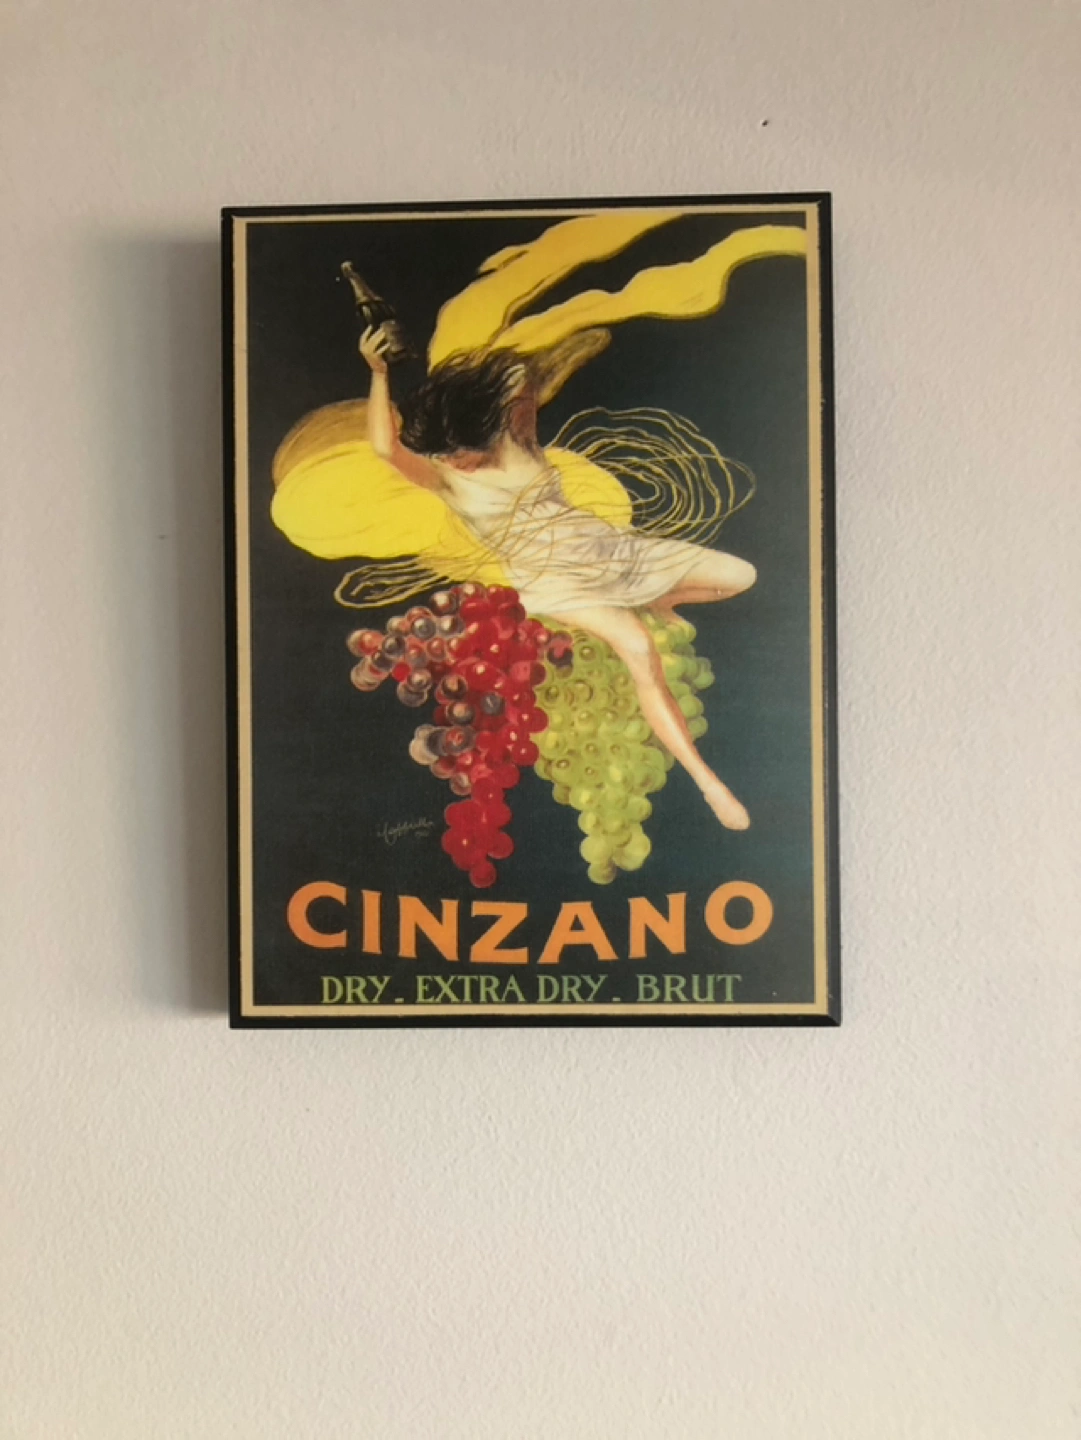 CINZANO
DRY - EXTRA DRY - BRUT